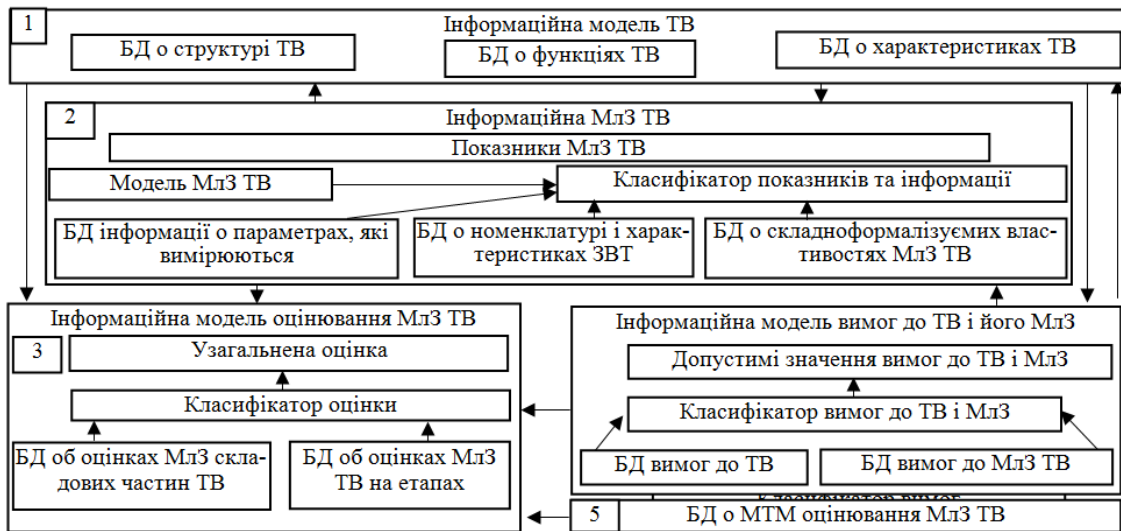 1
Інформаційна модель ТВ
БД о структурі ТВ
БД о функціях ТВ
БД о характеристиках ТВ
2
Інформаційна МлЗ ТВ
Показники МлЗ ТВ
Модель МлЗ ТВ
Класифікатор показників та інформації
БД інформації о параметрах, які
вимірюються
БД о номенклатурі і харак-
теристиках ЗВТ
БД о складноформалізуємих влас-
тивостях МлЗ ТВ
Інформаційна модель оцінювання МлЗ ТВ
3
Узагальнена оцінка
Класифікатор оцінки
БД об оцінках МлЗ скла-
дових частин ТВ
БД об оцінках МлЗ
ТВ на етапах
Інформаційна модель вимог до ТВ і його МлЗ
Допустимі значення вимог до ТВ і МлЗ
Класифікатор вимог до ТВ і МлЗ
БД вимог до ТВ
БД вимог до МлЗ ТВ
Класифікатор вимог
5
БД о МТМ оцінювання МлЗ ТВ